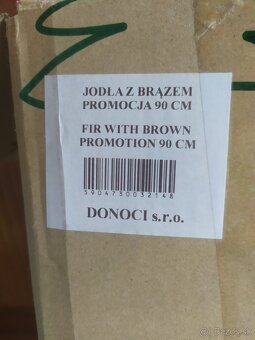 JODŁA Z BRĄZEM
PROMOCJA 90 CM
FIR WITH BROWN
PROMOTION 90 CM
5904730032148
DONOCI s.r.o.